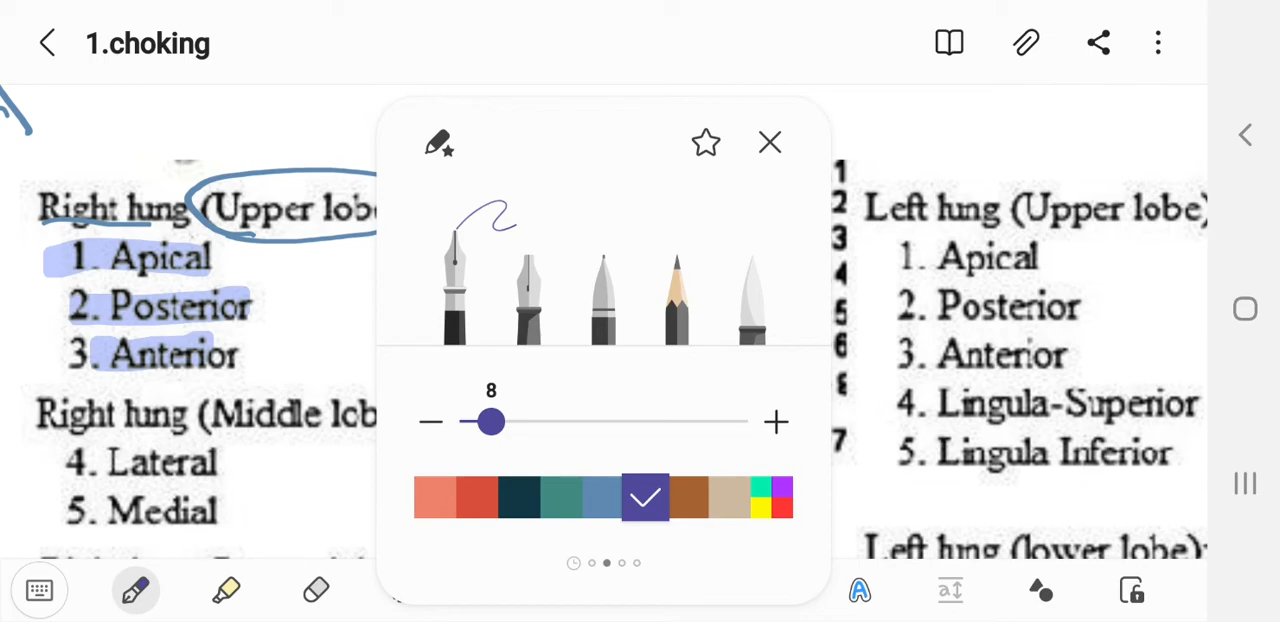 1.choking
Right lung (Upper lob
1. Apical
2. Posterior
3. Anterior
Right lung (Middle lob
4. Lateral
5. Medial
8
1
2
3
4
5
6
8
7
Left lung (Upper lobe)
1. Apical
2. Posterior
3. Anterior
4. Lingula-Superior
5. Lingula Inferior
Left lung (lower lobe)
A
a